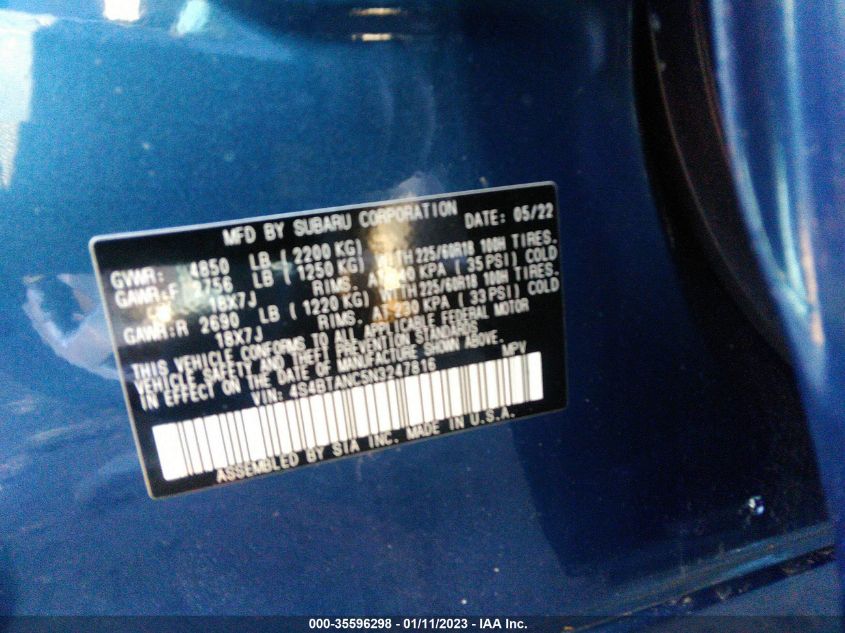 MFD BY SUBARU CORPORATION DATE: 05/22
GVWR: 4850 LB (2200 KG)
GAWR:F 2756 LB (1250 KG) WITH 225/60R18 100H TIRES.
18X7J RIMS. AT 240 KPA (35 PSI) COLD
GAWR:R 2690 LB (1220 KG) WITH 225/60R18 100H TIRES.
18X7J RIMS. AT 230 KPA (33 PSI) COLD
THIS VEHICLE CONFORMS TO ALL APPLICABLE FEDERAL MOTOR
VEHICLE SAFETY AND THEFT PREVENTION STANDARDS
IN EFFECT ON THE DATE OF MANUFACTURE SHOWN ABOVE.
VIN: 4S4BTANC5N3247816 MPV
ASSEMBLED BY SIA INC. MADE IN U.S.A.
000-35596298 - 01/11/2023 - IAA Inc.